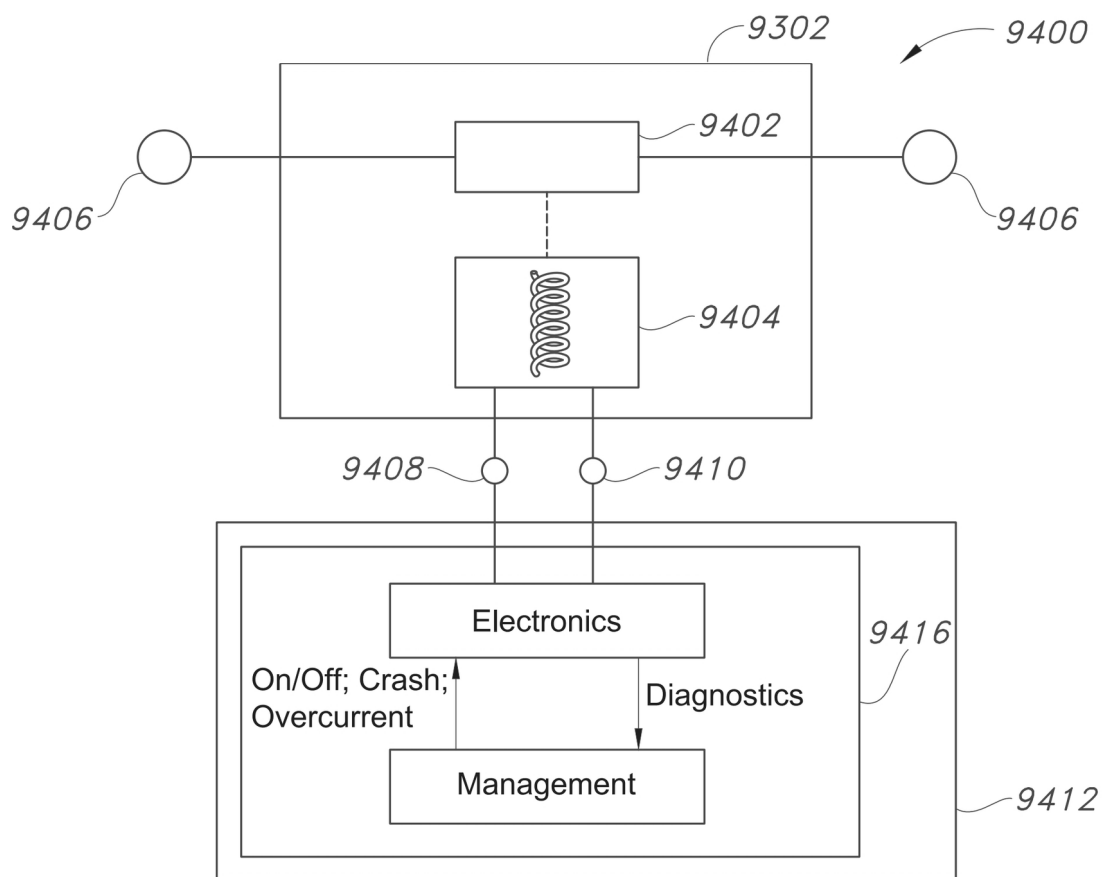 9302
9400
9402
9406
9406
9404
9408
9410
Electronics
9416
On/Off; Crash;
Overcurrent
Diagnostics
Management
9412